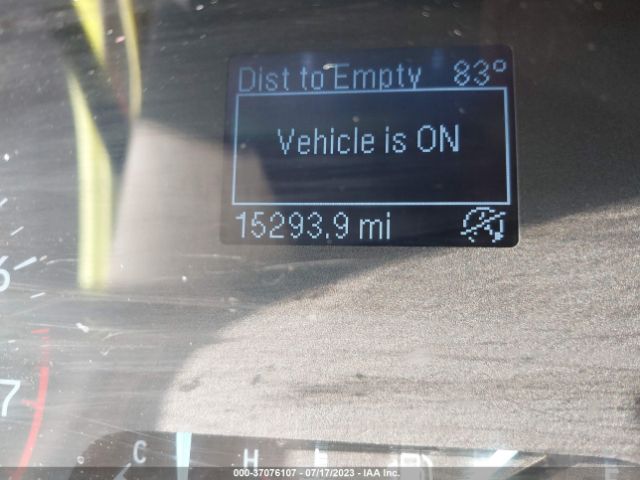 Dist to Empty 83°
Vehicle is ON
15293.9 mi
6
7
C H
000-37076107 - 07/17/2023 - IAA Inc.